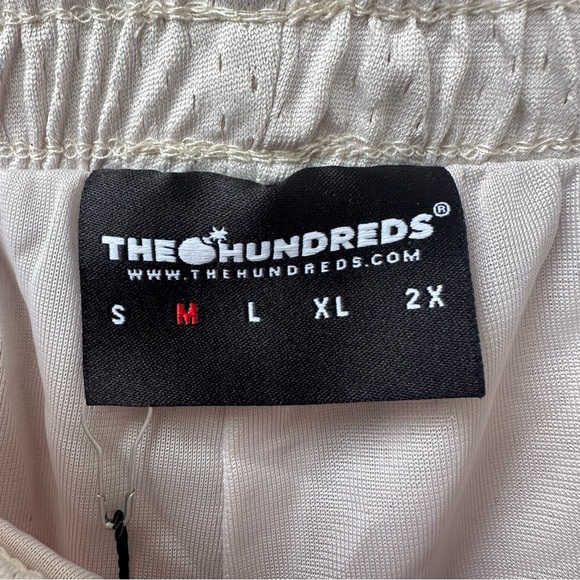 THE HUNDREDS®
WWW.THEHUNDREDS.COM
S M L XL 2X